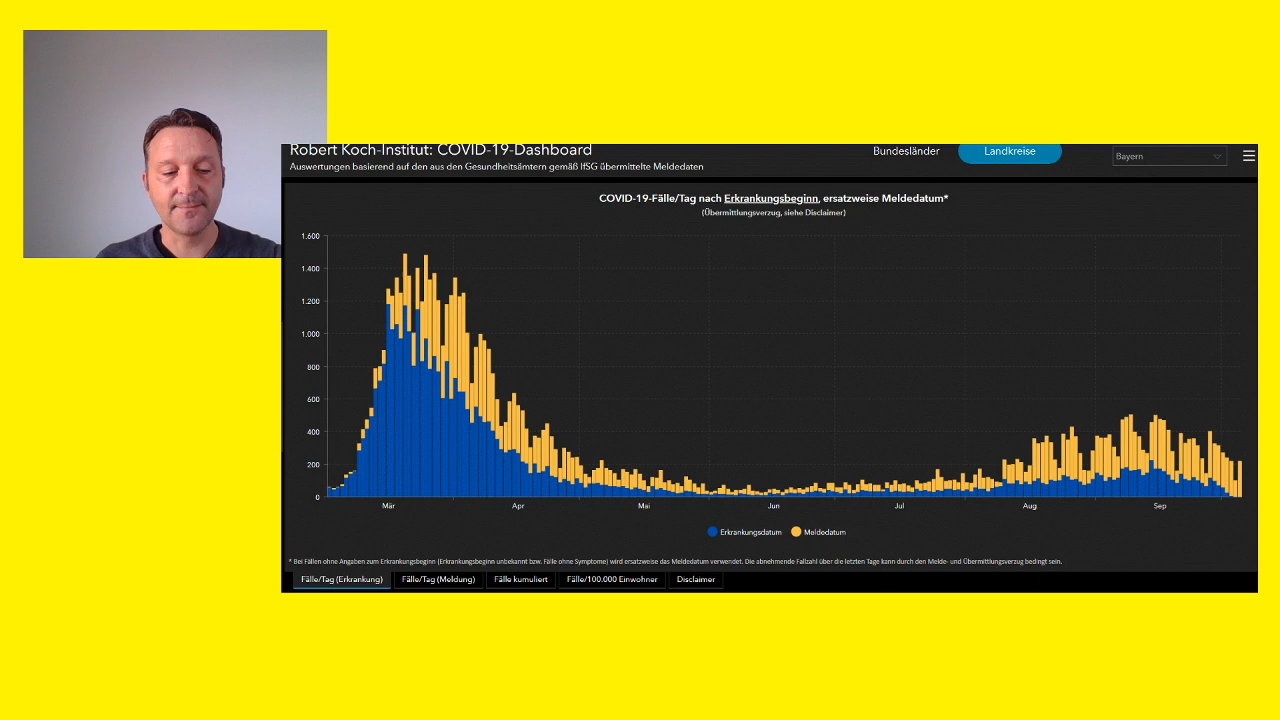 Robert Koch-Institut: COVID-19-Dashboard
Auswertungen basierend auf den aus den Gesundheitsämtern gemäß IfSG übermittelte Meldedaten
Bundesländer
Landkreise
Bayern
COVID-19-Fälle/Tag nach Erkrankungsbeginn, ersatzweise Meldedatum*
(Übermittlungsverzug, siehe Disclaimer)
1.600
1.400
1.200
1.000
800
600
400
200
0
Mär Apr Mai Jun Jul Aug Sep
Erkrankungsdatum Meldedatum
* Bei Fällen ohne Angaben zum Erkrankungsbeginn (Erkrankungsbeginn unbekannt bzw. Fälle ohne Symptome) wird ersatzweise das Meldedatum verwendet. Die abnehmende Fallzahl über die letzten Tage kann durch den Melde- und Übermittlungsverzug bedingt sein.
Fälle/Tag (Erkrankung) Fälle/Tag (Meldung) Fälle kumuliert Fälle/100.000 Einwohner Disclaimer